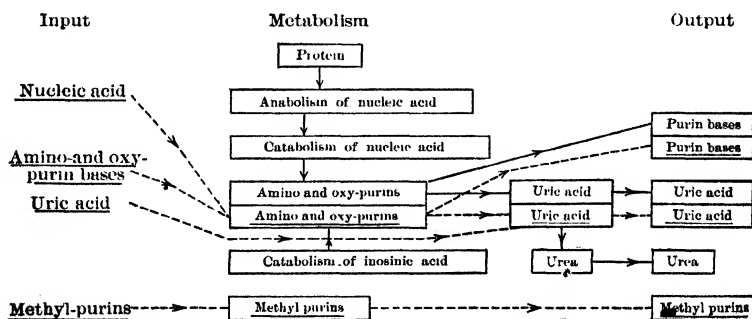 Input Metabolism Output
Protein
Nucleic acid
Anabolism of nucleic acid
Catabolism of nucleic acid
Purin bases
Purin bases
Amino-and oxy-
purin bases
Amino and oxy-purins
Uric acid
Uric acid
Uric acid
Amino and oxy-purins
Uric acid
Uric acid
Catabolism of inosinic acid
Urea
Urea
Methyl-purins
Methyl purins
Methyl purins